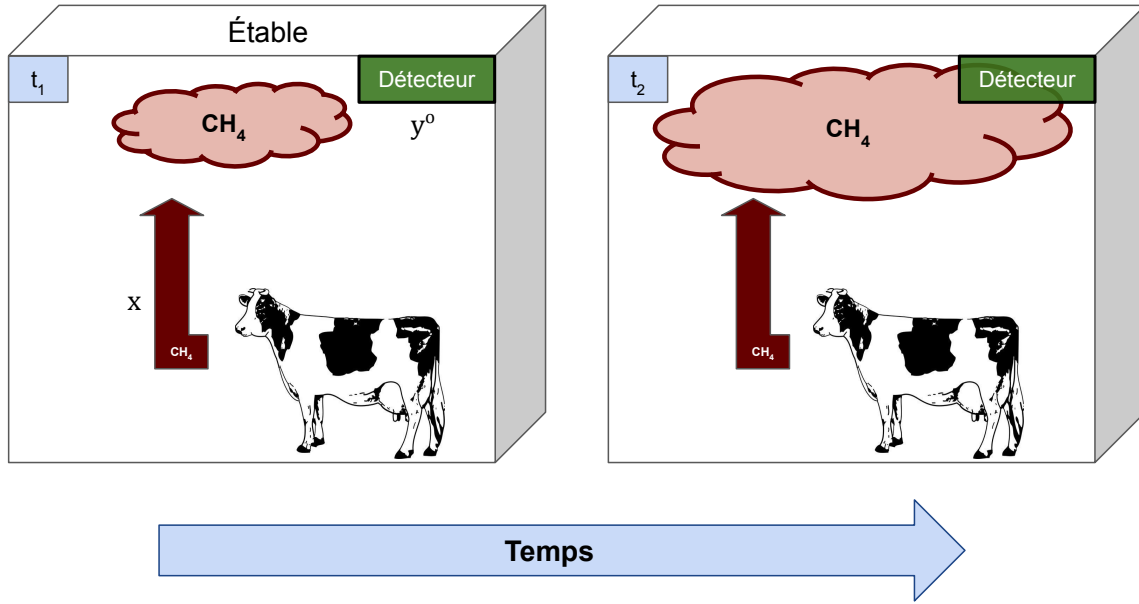 Étable
t₁
Détecteur
CH₄
yᵒ
x
CH₄
t₂
Détecteur
CH₄
CH₄
Temps